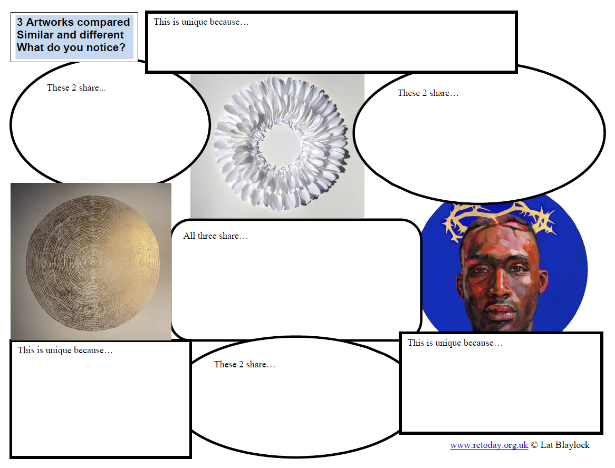 3 Artworks compared
Similar and different
What do you notice?
This is unique because…
These 2 share...
These 2 share…
All three share…
This is unique because…
These 2 share…
This is unique because…
www.retoday.org.uk © Lat Blaylock